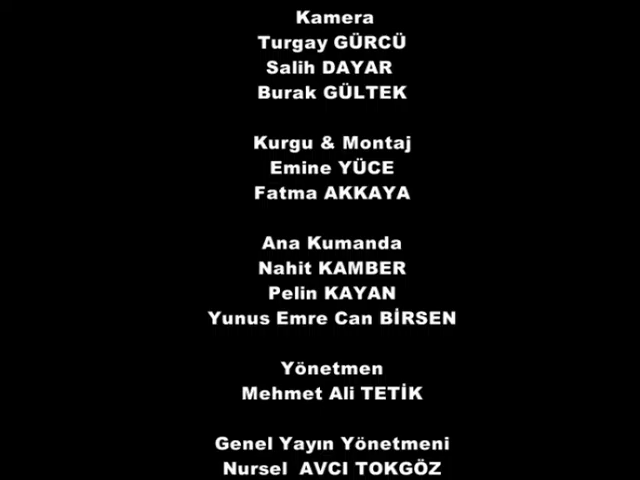 Kamera
Turgay GÜRCÜ
Salih DAYAR
Burak GÜLTEK
Kurgu & Montaj
Emine YÜCE
Fatma AKKAYA
Ana Kumanda
Nahit KAMBER
Pelin KAYAN
Yunus Emre Can BİRSEN
Yönetmen
Mehmet Ali TETİK
Genel Yayın Yönetmeni
Nursel  AVCI TOKGÖZ